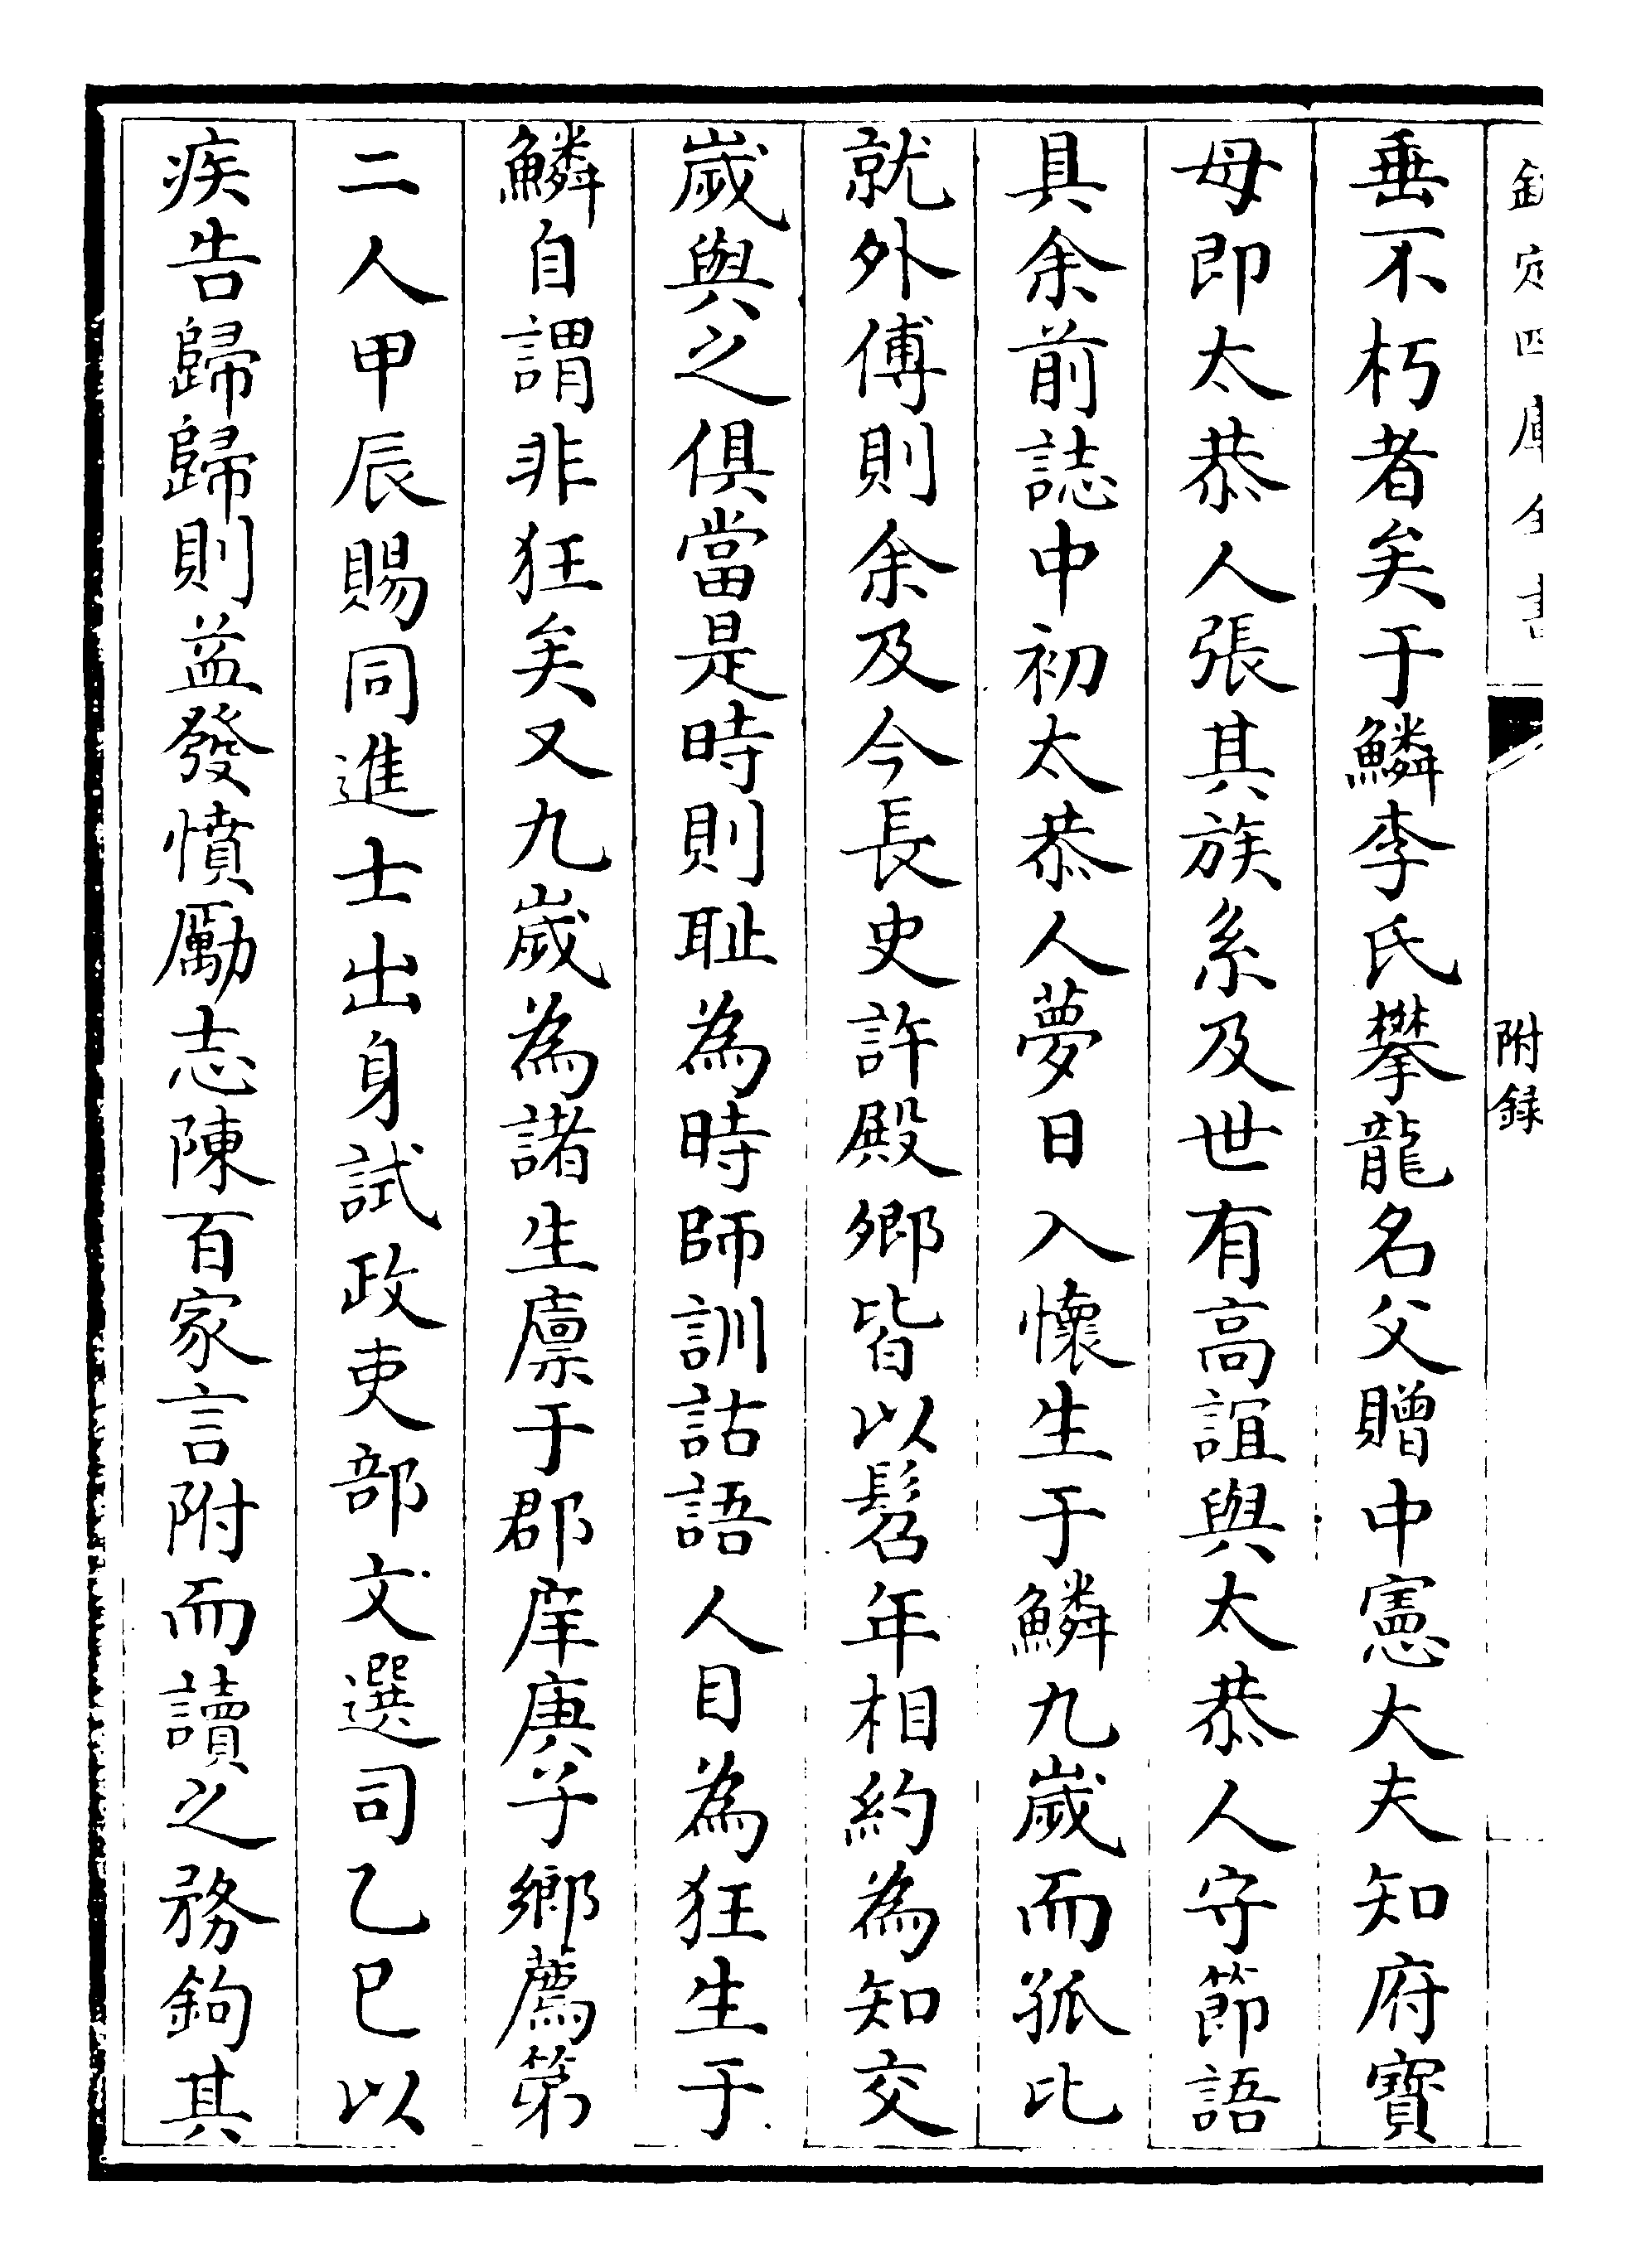 欽定四庫全書
附録
垂不朽者矣于鱗李氏攀龍名父贈中憲大夫知府寳
母即太恭人張其族系及世有高誼與太恭人守節語
具余前誌中初太恭人夢日入懷生于鱗九歲而孤比
就外傅則余及今長史許殿卿皆以髫年相約為知交
歲與之俱當是時則耻為時師訓詁語人目為狂生于
鱗自謂非狂矣又九歲為諸生廩于郡庠庚子鄉薦第
二人甲辰賜同進士出身試政吏部文選司乙巳以
疾告歸歸則益發憤勵志陳百家言附而讀之務鉤其